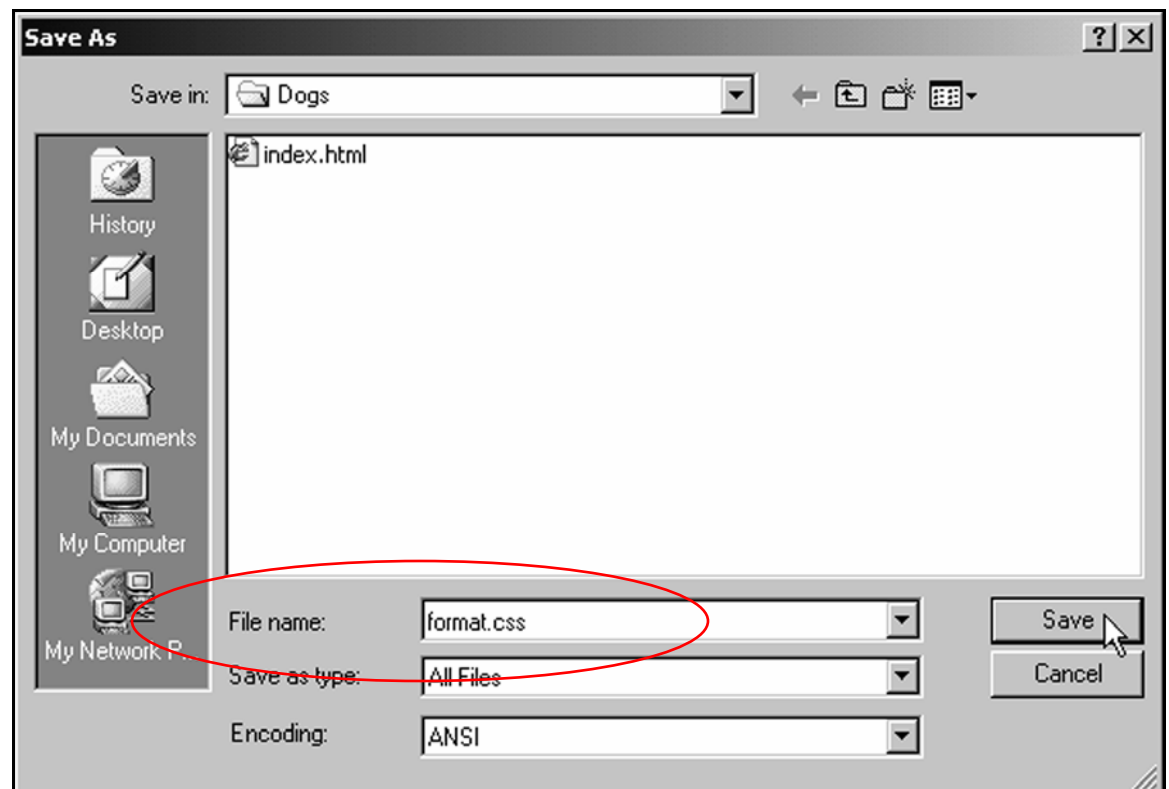 Save As
Save in: Dogs
index.html
History
Desktop
My Documents
My Computer
My Network P...
File name: format.css
Save as type: All Files
Encoding: ANSI
Save
Cancel